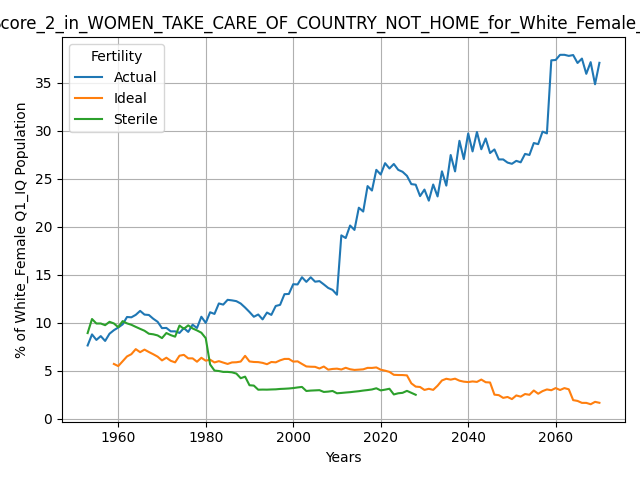 core_2_in_WOMEN_TAKE_CARE_OF_COUNTRY_NOT_HOME_for_White_Female_
Fertility
Actual
Ideal
Sterile
% of White_Female Q1_IQ Population
35
30
25
20
15
10
5
0
1960 1980 2000 2020 2040 2060
Years